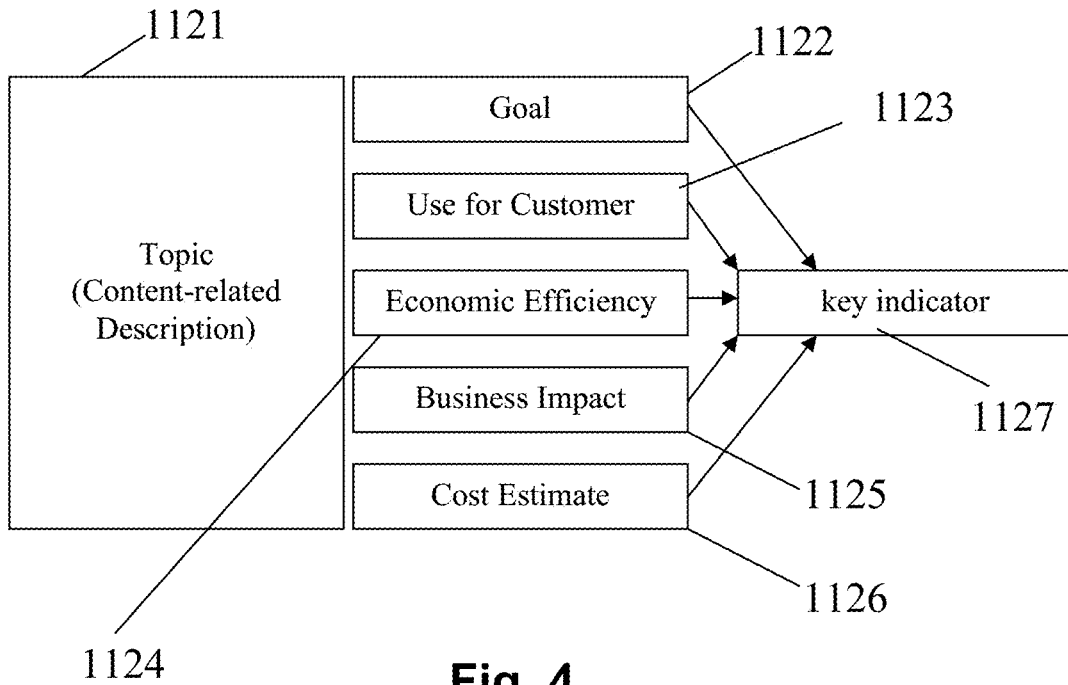 1121
1122
Goal
1123
Use for Customer
Topic
(Content-related
Description)
Economic Efficiency
key indicator
Business Impact
1127
Cost Estimate
1125
1126
1124
Fig. 4